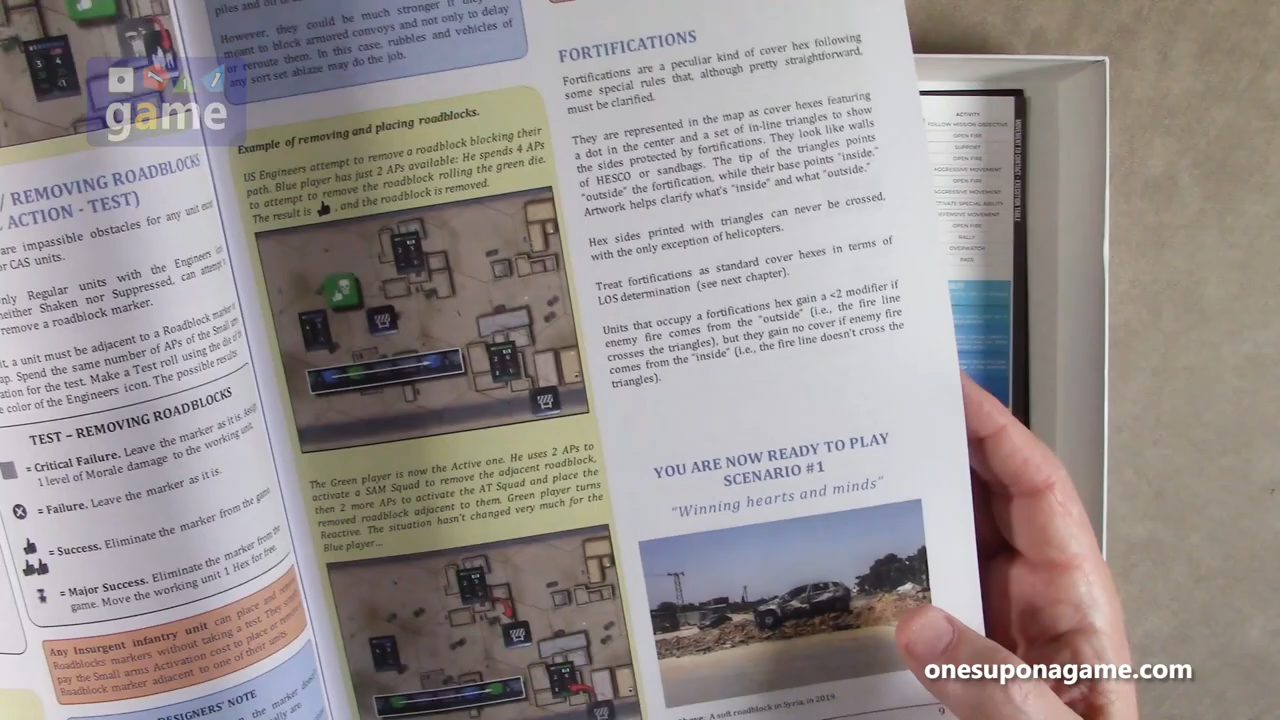 piles and oil
However, they could be much stronger if they
meant to block armored convoys and not only to delay
or reroute them. In this case, rubbles and vehicles of
any sort set ablaze may do the job.
game
/ REMOVING ROADBLOCKS
ACTION - TEST)
are impassible obstacles for any unit
or CAS units.
only Regular units with the Engineers
neither Shaken nor Suppressed, can attempt
remove a roadblock marker.
a unit must be adjacent to a Roadblock marker
Spend the same number of APs of the Small
for the test. Make a Test roll using the die of
color of the Engineers icon. The possible results
TEST – REMOVING ROADBLOCKS
= Critical Failure. Leave the marker as it is.
1 level of Morale damage to the working unit.
= Failure. Leave the marker as it is.
= Success. Eliminate the marker from the game
= Major Success. Eliminate the marker from the
game. Move the working unit 1 Hex for free.
Any Insurgent infantry unit can place and
Roadblocks markers without taking a test. They
pay the Small arms Activation cost to place or
Roadblock marker adjacent to one of their units.
DESIGNERS' NOTE
the marker
Example of removing and placing roadblocks.
US Engineers attempt to remove a roadblock blocking their
path. Blue player has just 2 APs available: He spends 4 APs
to attempt to remove the roadblock rolling the green die.
The result is , and the roadblock is removed.
The Green player is now the Active one. He uses 2 APs to
activate a SAM Squad to remove the adjacent roadblock,
then 2 more APs to activate the AT Squad and place the
removed roadblock adjacent to them. Green player turns
Reactive. The situation hasn't changed very much for the
Blue player...
FORTIFICATIONS
Fortifications are a peculiar kind of cover hex following
some special rules that, although pretty straightforward,
must be clarified.
They are represented in the map as cover hexes featuring
a dot in the center and a set of in-line triangles to show
the sides protected by fortifications. They look like walls
of HESCO or sandbags. The tip of the triangles points
"outside" the fortification, while their base points "inside."
Artwork helps clarify what's "inside" and what "outside."
Hex sides printed with triangles can never be crossed,
with the only exception of helicopters.
Treat fortifications as standard cover hexes in terms of
LOS determination (see next chapter).
Units that occupy a fortifications hex gain a <2 modifier if
enemy fire comes from the "outside" (i.e., the fire line
crosses the triangles), but they gain no cover if enemy fire
comes from the "inside" (i.e., the fire line doesn't cross the
triangles).
YOU ARE NOW READY TO PLAY
SCENARIO #1
"Winning hearts and minds"
A soft roadblock in Syria, in 2019
9
ACTIVITY
FOLLOW MISSION OBJECTIVE
OPEN FIRE
SUPPORT
OPEN FIRE
AGGRESSIVE MOVEMENT
OPEN FIRE
AGGRESSIVE MOVEMENT
ACTIVATE SPECIAL ABILITY
DEFENSIVE MOVEMENT
OPEN FIRE
RALLY
OVERWATCH
PASS
MOVEMENT TO CONTACT - EXECUTION TABLE
onesuponagame.com